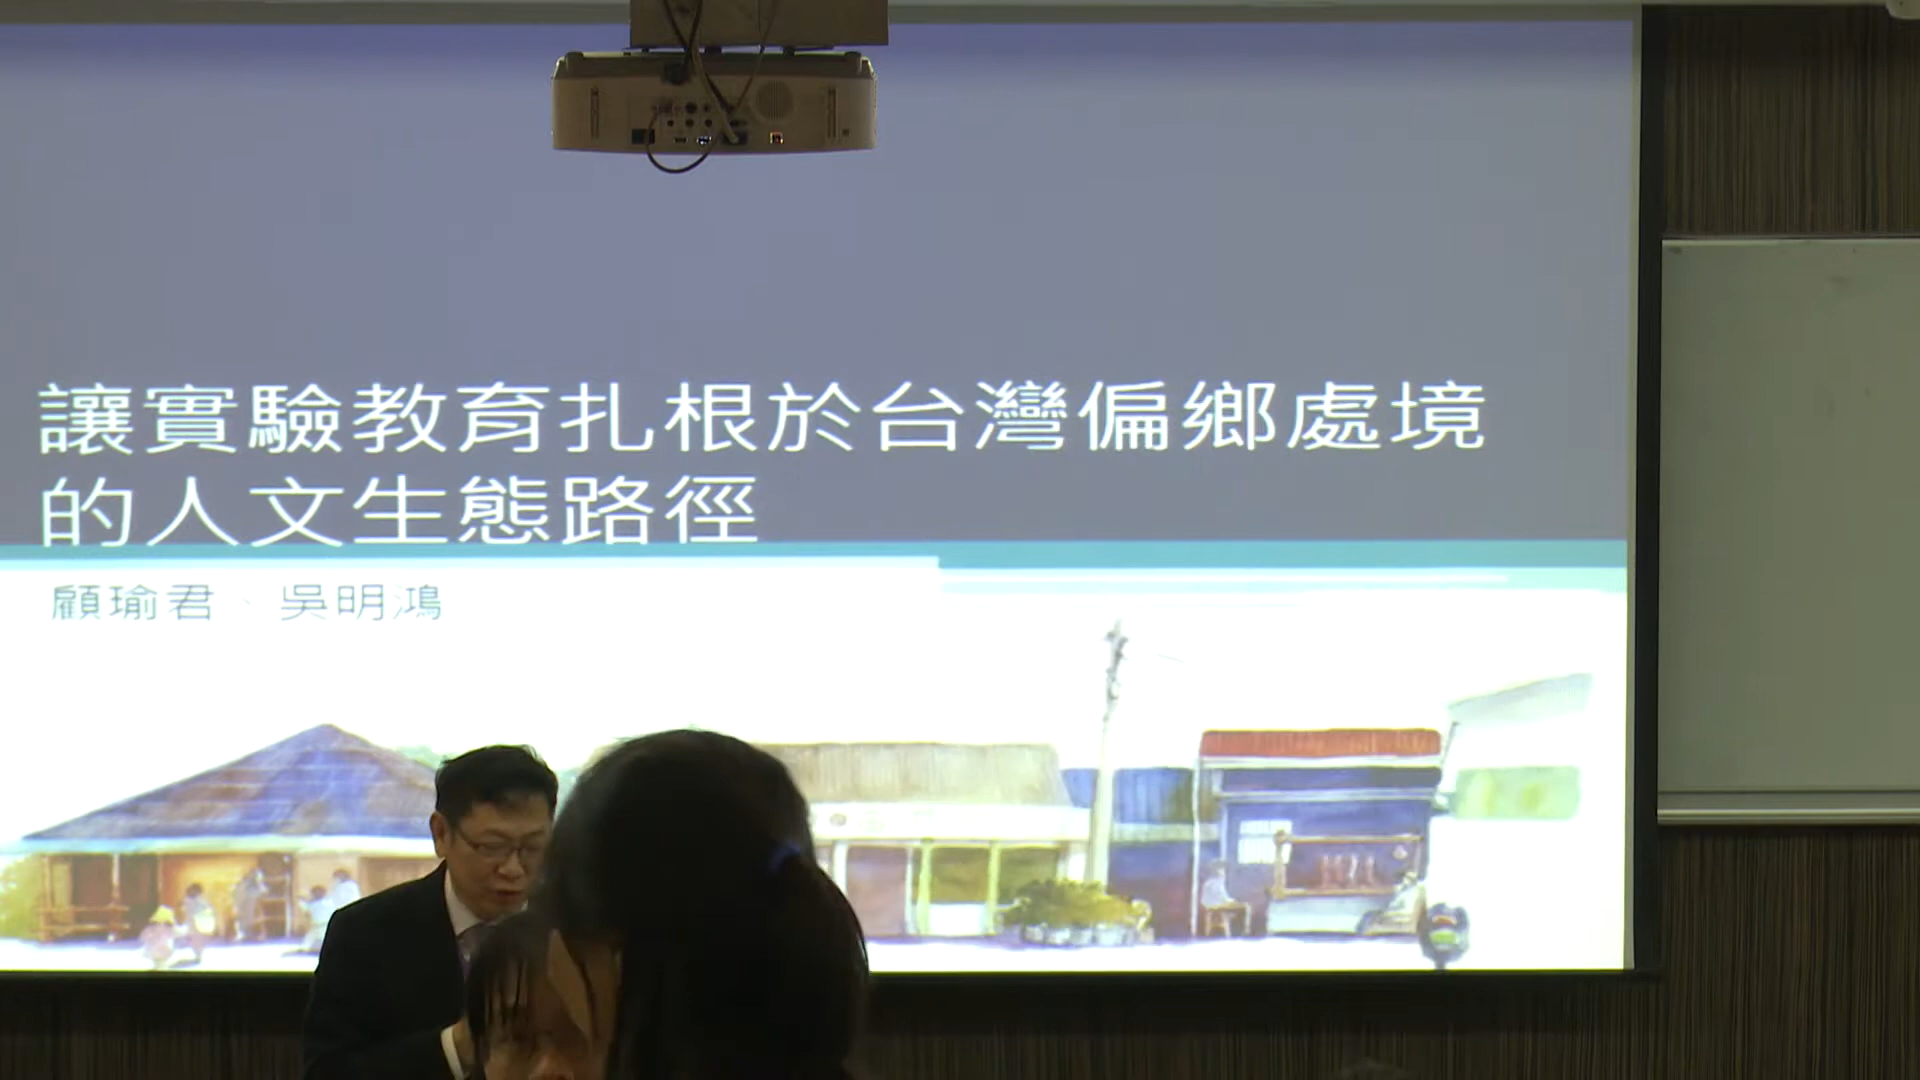 讓實驗教育扎根於台灣偏鄉處境
的人文生態路徑
顧瑜君、吳明鴻